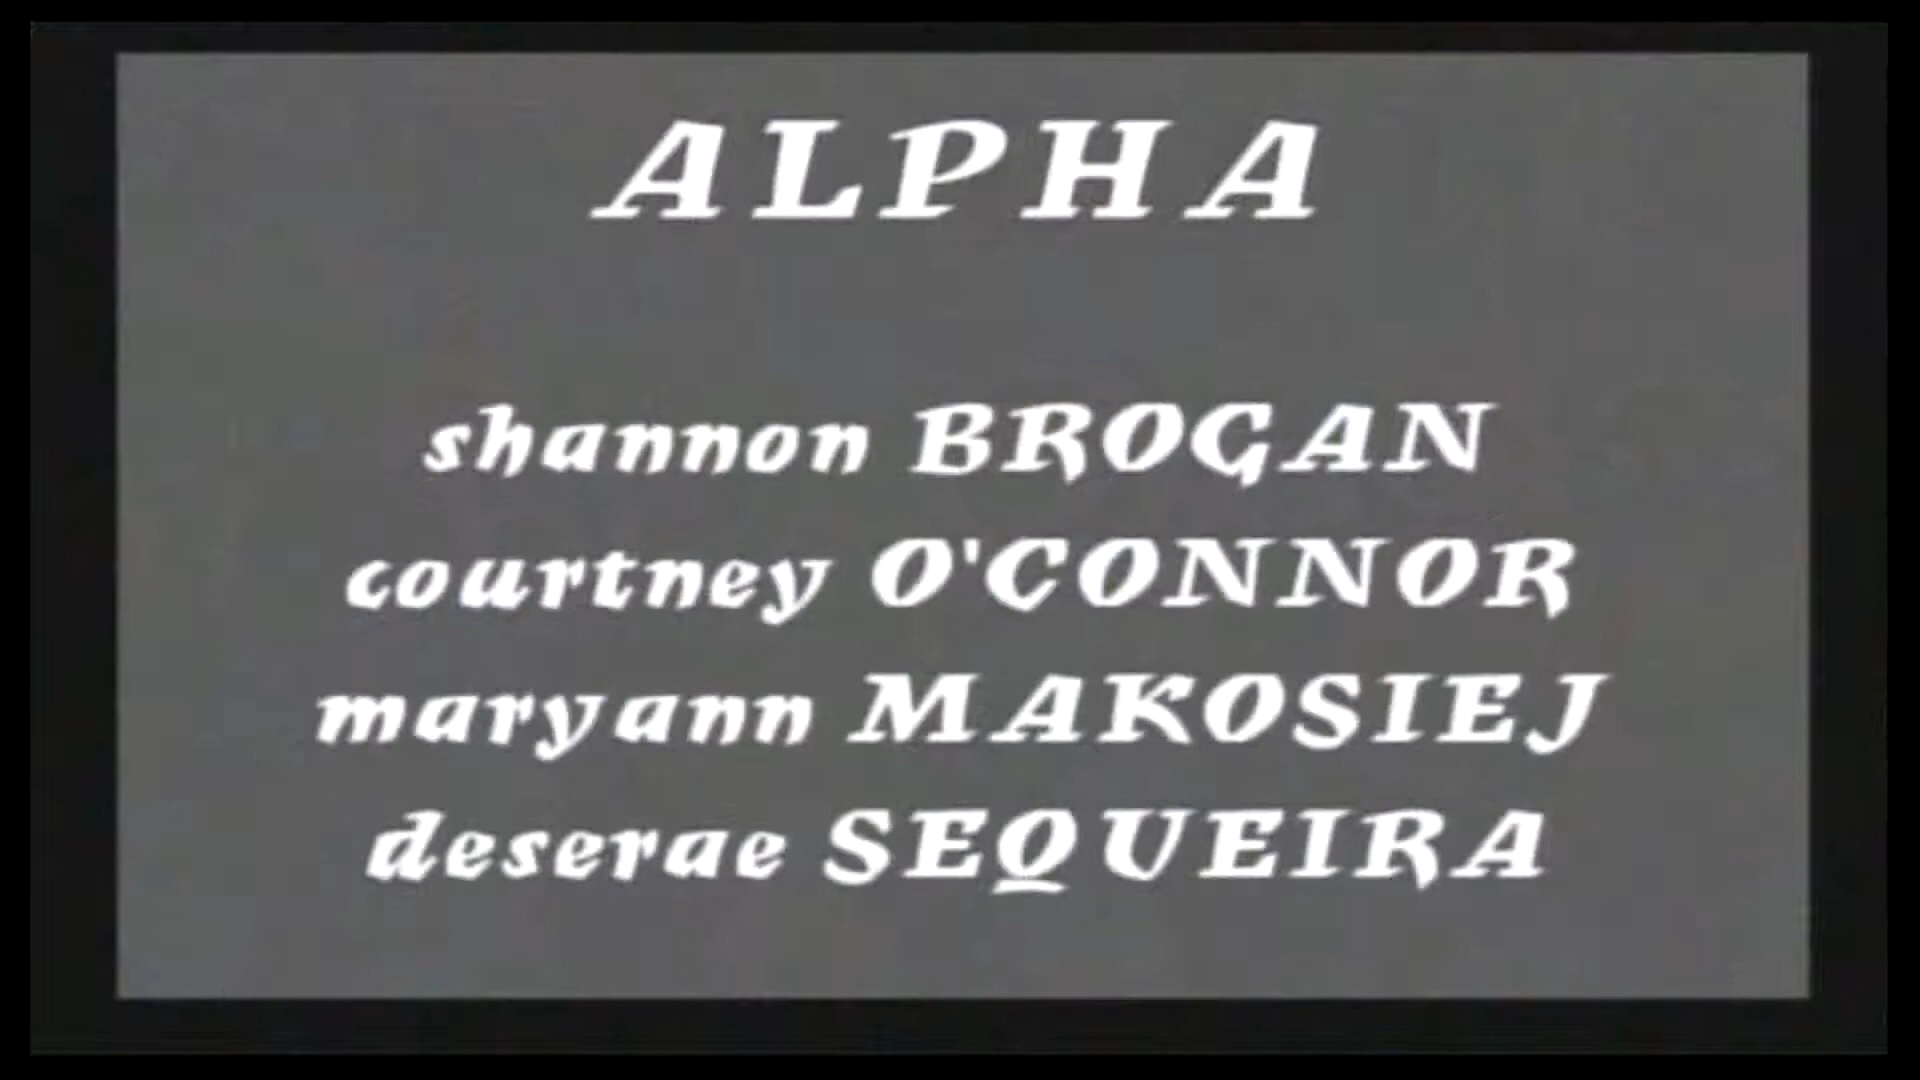 ALPHA
shannon BROGAN
courtney O'CONNOR
maryann MAKOSIEJ
deserae SEQUEIRA